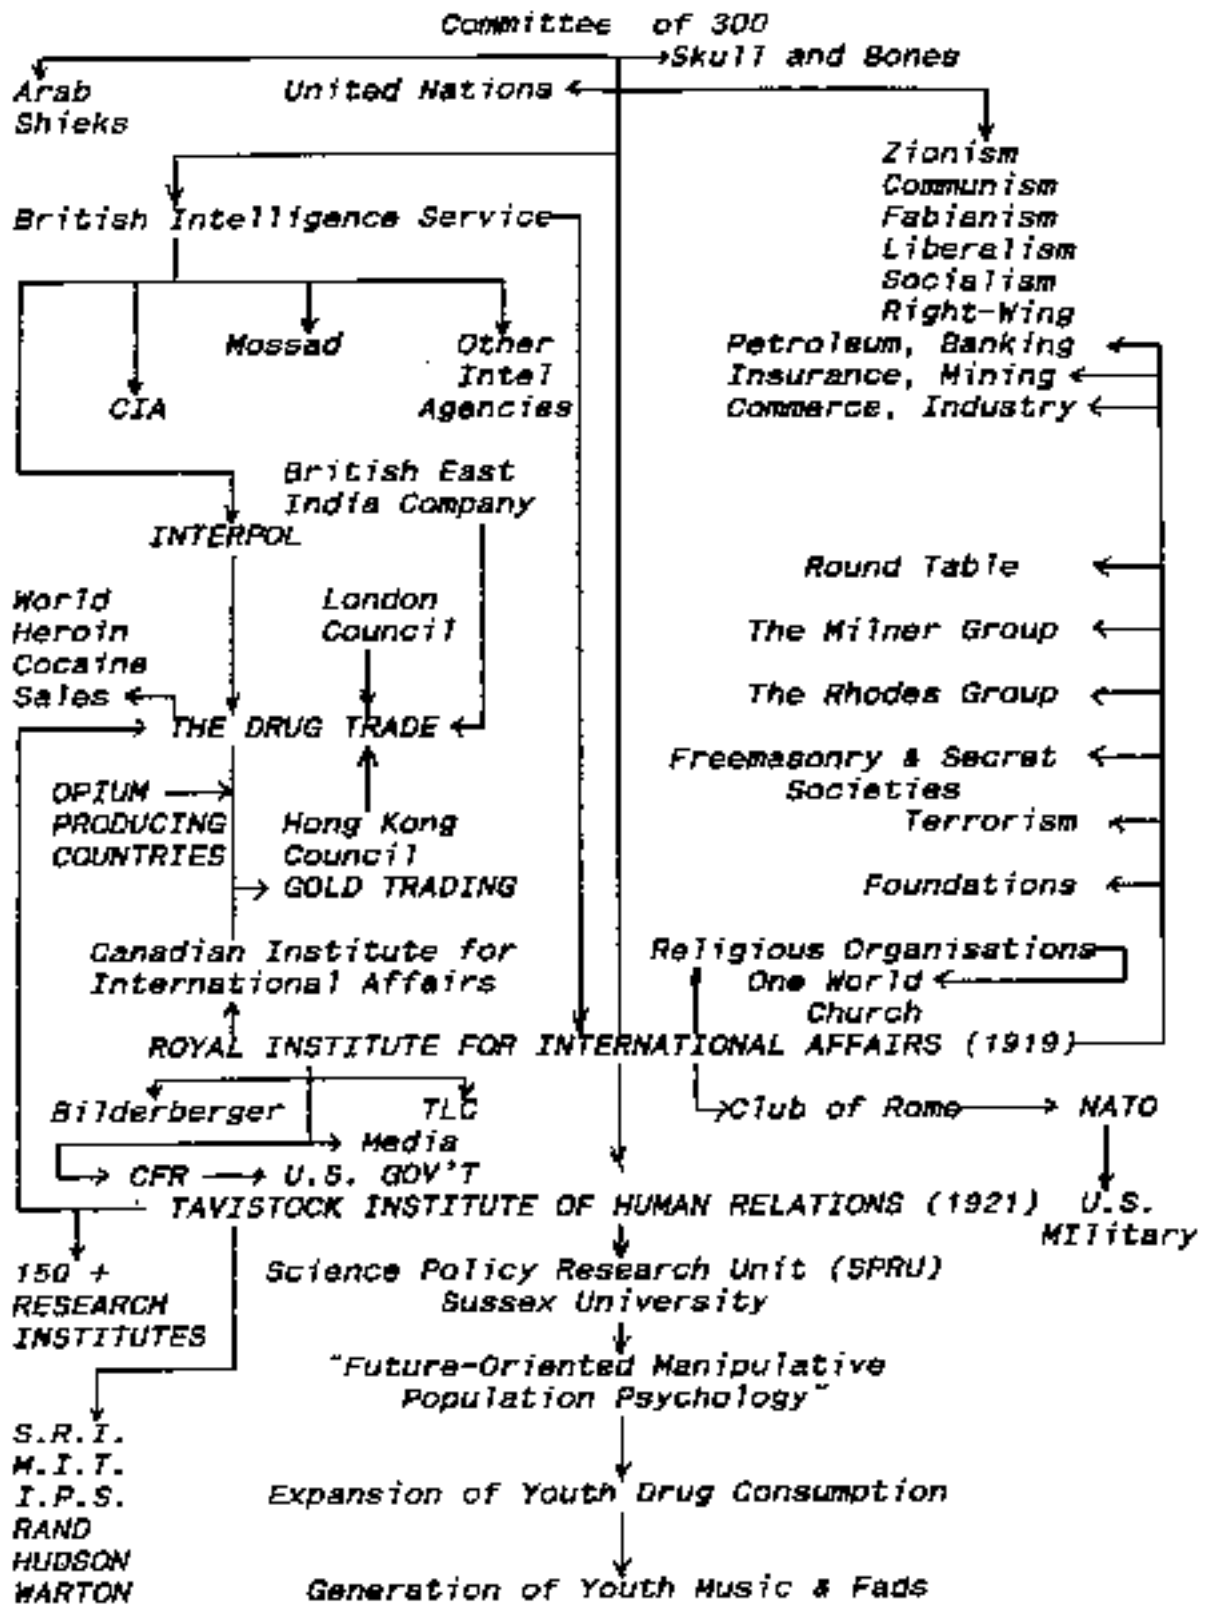 Committee of 300
Skull and Bones
Arab
Shieks
United Nations
Zionism
Communism
Fabianism
Liberalism
Socialism
Right-Wing
Petroleum, Banking
Insurance, Mining
Commerce, Industry
British Intelligence Service
Mossad
Other
Intel
Agencies
CIA
British East
India Company
INTERPOL
World
Heroin
Cocaine
Sales
London
Council
THE DRUG TRADE
OPIUM
PRODUCING
COUNTRIES
Hong Kong
Council
GOLD TRADING
Round Table
The Milner Group
The Rhodes Group
Freemasonry & Secret
Societies
Terrorism
Foundations
Canadian Institute for
International Affairs
Religious Organisations
One World
Church
ROYAL INSTITUTE FOR INTERNATIONAL AFFAIRS (1919)
Bilderberger
TLC
Media
CFR
U.S. GOV'T
Club of Rome
NATO
U.S.
MIlitary
TAVISTOCK INSTITUTE OF HUMAN RELATIONS (1921)
150 +
RESEARCH
INSTITUTES
Science Policy Research Unit (SPRU)
Sussex University
"Future-Oriented Manipulative
Population Psychology"
S.R.I.
M.I.T.
I.P.S.
RAND
HUDSON
WARTON
Expansion of Youth Drug Consumption
Generation of Youth Music & Fads